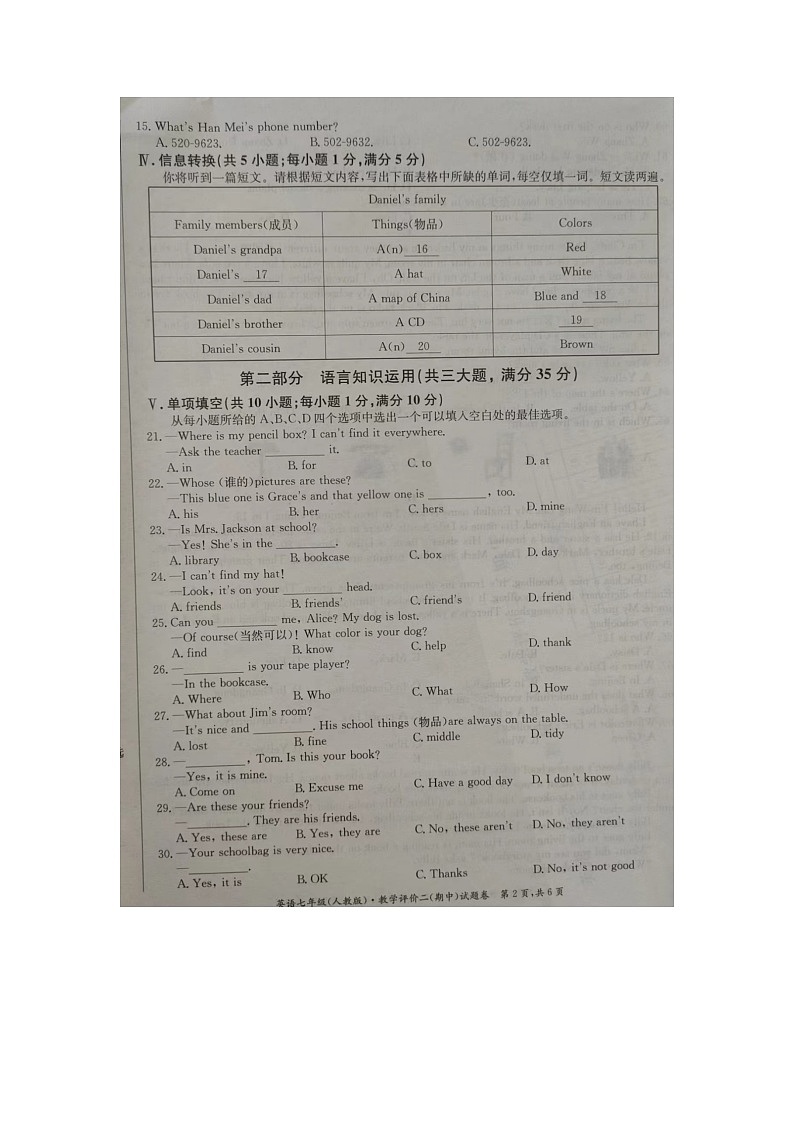 15. What's Han Mei's phone number?
A. 520-9623. B. 502-9632. C. 502-9623.
Ⅳ. 信息转换(共 5 小题;每小题 1 分,满分 5 分)
你将听到一篇短文。请根据短文内容,写出下面表格中所缺的单词,每空仅填一词。短文读两遍。
Daniel's family
Family members(成员) Things(物品) Colors
Daniel's grandpa A(n) 16 Red
Daniel's 17 A hat White
Daniel's dad A map of China Blue and 18
Daniel's brother A CD 19
Daniel's cousin A(n) 20 Brown
第二部分 语言知识运用(共三大题, 满分 35 分)
Ⅴ. 单项填空(共 10 小题;每小题 1 分,满分 10 分)
从每小题所给的 A、B、C、D 四个选项中选出一个可以填入空白处的最佳选项。
21. —Where is my pencil box? I can't find it everywhere.
—Ask the teacher ________ it.
A. in B. for C. to D. at
22. —Whose (谁的)pictures are these?
—This blue one is Grace's and that yellow one is ________, too.
A. his B. her C. hers D. mine
23. —Is Mrs. Jackson at school?
—Yes! She's in the ________.
A. library B. bookcase C. box D. day
24. —I can't find my hat!
—Look, it's on your ________ head.
A. friends B. friends' C. friend's D. friend
25. Can you ________ me, Alice? My dog is lost.
—Of course(当然可以)! What color is your dog?
A. find B. know C. help D. thank
26. —________ is your tape player?
—In the bookcase.
A. Where B. Who C. What D. How
27. —What about Jim's room?
—It's nice and ________. His school things (物品)are always on the table.
A. lost B. fine C. middle D. tidy
28. —________, Tom. Is this your book?
—Yes, it is mine.
A. Come on B. Excuse me C. Have a good day D. I don't know
29. —Are these your friends?
—________. They are his friends.
A. Yes, these are B. Yes, they are C. No, these aren't D. No, they aren't
30. —Your schoolbag is very nice.
—________.
A. Yes, it is B. OK C. Thanks D. No, it's not good
英语七年级(人教版)·教学评价二(期中)试题卷 第 2 页,共 6 页